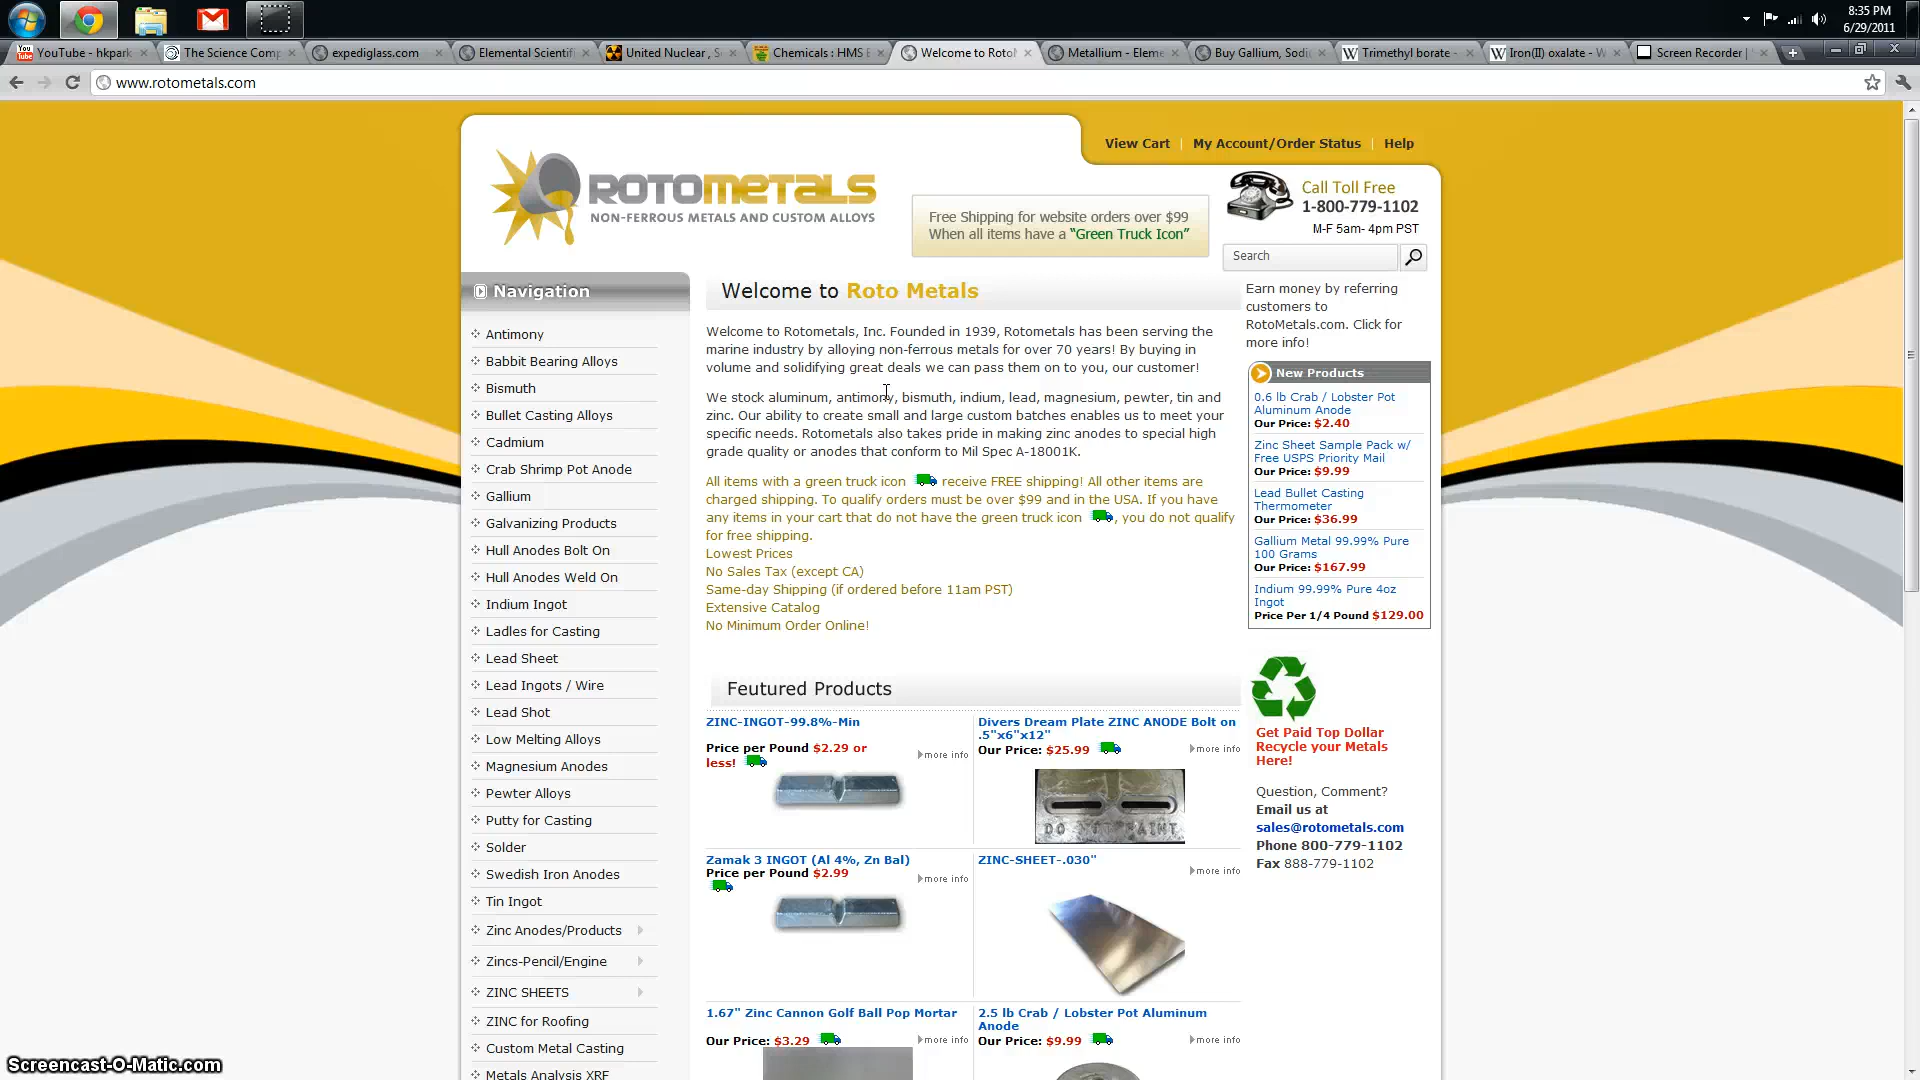 8:35 PM
6/29/2011
YouTube - hkpark
The Science Comp
expediglass.com
Elemental Scientifi
United Nuclear , S
Chemicals : HMS B
Welcome to RotoM
Metallium - Eleme
Buy Gallium, Sodi
Trimethyl borate -
Iron(II) oxalate - W
Screen Recorder |
www.rotometals.com
View Cart | My Account/Order Status | Help
ROTOMETALS
NON-FERROUS METALS AND CUSTOM ALLOYS
Free Shipping for website orders over $99
When all items have a "Green Truck Icon"
Call Toll Free
1-800-779-1102
M-F 5am- 4pm PST
Search
Navigation
Antimony
Babbit Bearing Alloys
Bismuth
Bullet Casting Alloys
Cadmium
Crab Shrimp Pot Anode
Gallium
Galvanizing Products
Hull Anodes Bolt On
Hull Anodes Weld On
Indium Ingot
Ladles for Casting
Lead Sheet
Lead Ingots / Wire
Lead Shot
Low Melting Alloys
Magnesium Anodes
Pewter Alloys
Putty for Casting
Solder
Swedish Iron Anodes
Tin Ingot
Zinc Anodes/Products
Zincs-Pencil/Engine
ZINC SHEETS
ZINC for Roofing
Custom Metal Casting
Metals Analysis XRF
Welcome to Roto Metals
Welcome to Rotometals, Inc. Founded in 1939, Rotometals has been serving the
marine industry by alloying non-ferrous metals for over 70 years! By buying in
volume and solidifying great deals we can pass them on to you, our customer!
We stock aluminum, antimony, bismuth, indium, lead, magnesium, pewter, tin and
zinc. Our ability to create small and large custom batches enables us to meet your
specific needs. Rotometals also takes pride in making zinc anodes to special high
grade quality or anodes that conform to Mil Spec A-18001K.
All items with a green truck icon receive FREE shipping! All other items are
charged shipping. To qualify orders must be over $99 and in the USA. If you have
any items in your cart that do not have the green truck icon , you do not qualify
for free shipping.
Lowest Prices
No Sales Tax (except CA)
Same-day Shipping (if ordered before 11am PST)
Extensive Catalog
No Minimum Order Online!
Feutured Products
ZINC-INGOT-99.8%-Min
Price per Pound $2.29 or
less!
more info
Divers Dream Plate ZINC ANODE Bolt on
.5"x6"x12"
Our Price: $25.99
more info
DO NOT PAINT
Zamak 3 INGOT (Al 4%, Zn Bal)
Price per Pound $2.99
more info
ZINC-SHEET-.030"
more info
1.67" Zinc Cannon Golf Ball Pop Mortar
Our Price: $3.29
more info
2.5 lb Crab / Lobster Pot Aluminum
Anode
Our Price: $9.99
more info
Earn money by referring
customers to
RotoMetals.com. Click for
more info!
New Products
0.6 lb Crab / Lobster Pot
Aluminum Anode
Our Price: $2.40
Zinc Sheet Sample Pack w/
Free USPS Priority Mail
Our Price: $9.99
Lead Bullet Casting
Thermometer
Our Price: $36.99
Gallium Metal 99.99% Pure
100 Grams
Our Price: $167.99
Indium 99.99% Pure 4oz
Ingot
Price Per 1/4 Pound $129.00
Get Paid Top Dollar
Recycle your Metals
Here!
Question, Comment?
Email us at
sales@rotometals.com
Phone 800-779-1102
Fax 888-779-1102
Screencast-O-Matic.com